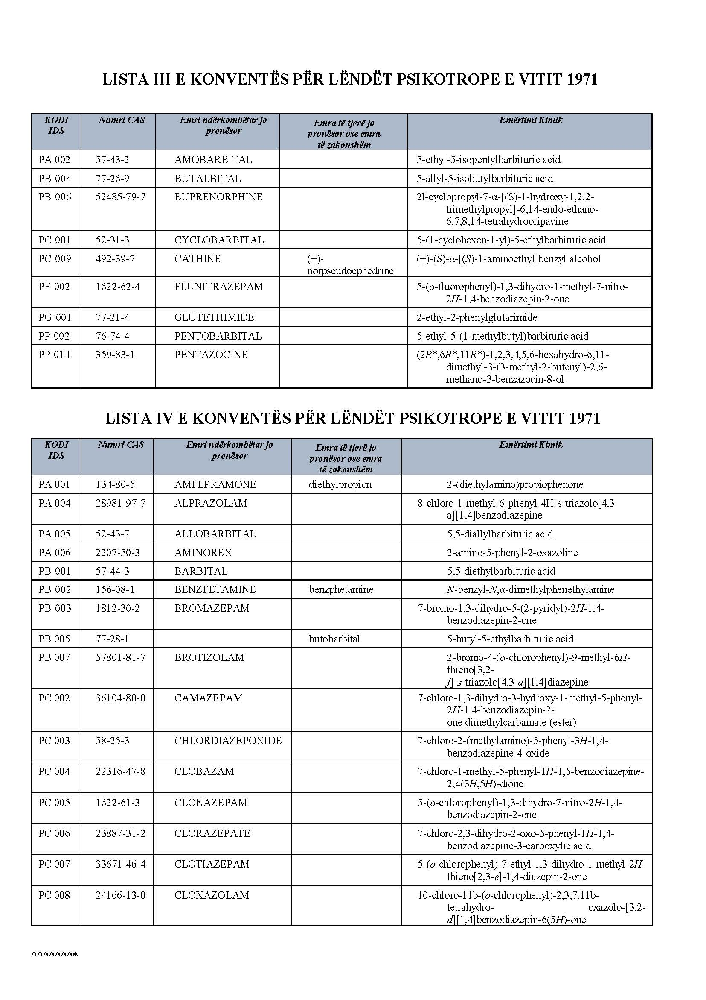 LISTA III E KONVENTËS PËR LËNDËT PSIKOTROPE E VITIT 1971
KODI IDS Numri CAS Emri ndërkombëtar jo pronësor Emra të tjerë jo pronësor ose emra të zakonshëm Emërtimi Kimik
PA 002 57-43-2 AMOBARBITAL 5-ethyl-5-isopentylbarbituric acid
PB 004 77-26-9 BUTALBITAL 5-allyl-5-isobutylbarbituric acid
PB 006 52485-79-7 BUPRENORPHINE 2l-cyclopropyl-7-α-[(S)-1-hydroxy-1,2,2-
trimethylpropyl]-6,14-endo-ethano-
6,7,8,14-tetrahydrooripavine
PC 001 52-31-3 CYCLOBARBITAL 5-(1-cyclohexen-1-yl)-5-ethylbarbituric acid
PC 009 492-39-7 CATHINE (+)- (+)-(S)-α-[(S)-1-aminoethyl]benzyl alcohol
norpseudoephedrine
PF 002 1622-62-4 FLUNITRAZEPAM 5-(o-fluorophenyl)-1,3-dihydro-1-methyl-7-nitro-
2H-1,4-benzodiazepin-2-one
PG 001 77-21-4 GLUTETHIMIDE 2-ethyl-2-phenylglutarimide
PP 002 76-74-4 PENTOBARBITAL 5-ethyl-5-(1-methylbutyl)barbituric acid
PP 014 359-83-1 PENTAZOCINE (2R*,6R*,11R*)-1,2,3,4,5,6-hexahydro-6,11-
dimethyl-3-(3-methyl-2-butenyl)-2,6-
methano-3-benzazocin-8-ol
LISTA IV E KONVENTËS PËR LËNDËT PSIKOTROPE E VITIT 1971
KODI IDS Numri CAS Emri ndërkombëtar jo pronësor Emra të tjerë jo pronësor ose emra të zakonshëm Emërtimi Kimik
PA 001 134-80-5 AMFEPRAMONE diethylpropion 2-(diethylamino)propiophenone
PA 004 28981-97-7 ALPRAZOLAM 8-chloro-1-methyl-6-phenyl-4H-s-triazolo[4,3-
a][1,4]benzodiazepine
PA 005 52-43-7 ALLOBARBITAL 5,5-diallylbarbituric acid
PA 006 2207-50-3 AMINOREX 2-amino-5-phenyl-2-oxazoline
PB 001 57-44-3 BARBITAL 5,5-diethylbarbituric acid
PB 002 156-08-1 BENZFETAMINE benzphetamine N-benzyl-N,α-dimethylphenethylamine
PB 003 1812-30-2 BROMAZEPAM 7-bromo-1,3-dihydro-5-(2-pyridyl)-2H-1,4-
benzodiazepin-2-one
PB 005 77-28-1 butobarbital 5-butyl-5-ethylbarbituric acid
PB 007 57801-81-7 BROTIZOLAM 2-bromo-4-(o-chlorophenyl)-9-methyl-6H-
thieno[3,2-
f]-s-triazolo[4,3-a][1,4]diazepine
PC 002 36104-80-0 CAMAZEPAM 7-chloro-1,3-dihydro-3-hydroxy-1-methyl-5-phenyl-
2H-1,4-benzodiazepin-2-
one dimethylcarbamate (ester)
PC 003 58-25-3 CHLORDIAZEPOXIDE 7-chloro-2-(methylamino)-5-phenyl-3H-1,4-
benzodiazepine-4-oxide
PC 004 22316-47-8 CLOBAZAM 7-chloro-1-methyl-5-phenyl-1H-1,5-benzodiazepine-
2,4(3H,5H)-dione
PC 005 1622-61-3 CLONAZEPAM 5-(o-chlorophenyl)-1,3-dihydro-7-nitro-2H-1,4-
benzodiazepin-2-one
PC 006 23887-31-2 CLORAZEPATE 7-chloro-2,3-dihydro-2-oxo-5-phenyl-1H-1,4-
benzodiazepine-3-carboxylic acid
PC 007 33671-46-4 CLOTIAZEPAM 5-(o-chlorophenyl)-7-ethyl-1,3-dihydro-1-methyl-2H-
thieno[2,3-e]-1,4-diazepin-2-one
PC 008 24166-13-0 CLOXAZOLAM 10-chloro-11b-(o-chlorophenyl)-2,3,7,11b-
tetrahydro- oxazolo-[3,2-
d][1,4]benzodiazepin-6(5H)-one
********